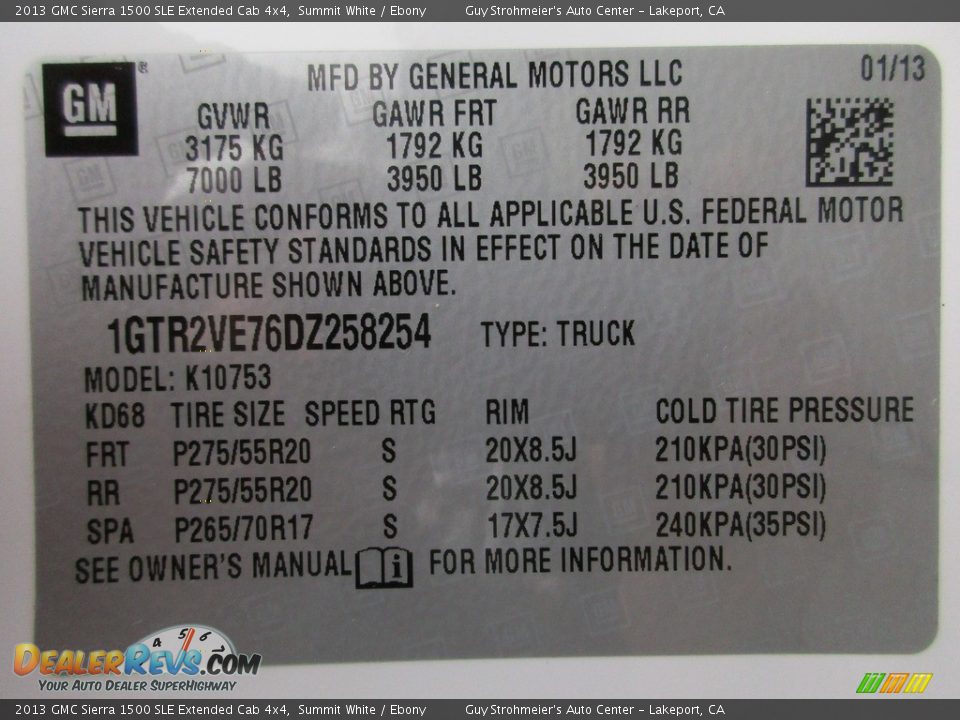 2013 GMC Sierra 1500 SLE Extended Cab 4x4, Summit White / Ebony GuyStrohmeier's Auto Center - Lakeport, CA
GM ®
MFD BY GENERAL MOTORS LLC 01/13
GVWR GAWR FRT GAWR RR
3175 KG 1792 KG 1792 KG
7000 LB 3950 LB 3950 LB
THIS VEHICLE CONFORMS TO ALL APPLICABLE U.S. FEDERAL MOTOR
VEHICLE SAFETY STANDARDS IN EFFECT ON THE DATE OF
MANUFACTURE SHOWN ABOVE.
1GTR2VE76DZ258254 TYPE: TRUCK
MODEL: K10753
KD68 TIRE SIZE SPEED RTG RIM COLD TIRE PRESSURE
FRT P275/55R20 S 20X8.5J 210KPA(30PSI)
RR P275/55R20 S 20X8.5J 210KPA(30PSI)
SPA P265/70R17 S 17X7.5J 240KPA(35PSI)
SEE OWNER'S MANUAL i FOR MORE INFORMATION.
4 5 6
DEALERREVS.COM
YOUR AUTO DEALER SUPERHIGHWAY
2013 GMC Sierra 1500 SLE Extended Cab 4x4, Summit White / Ebony GuyStrohmeier's Auto Center - Lakeport, CA